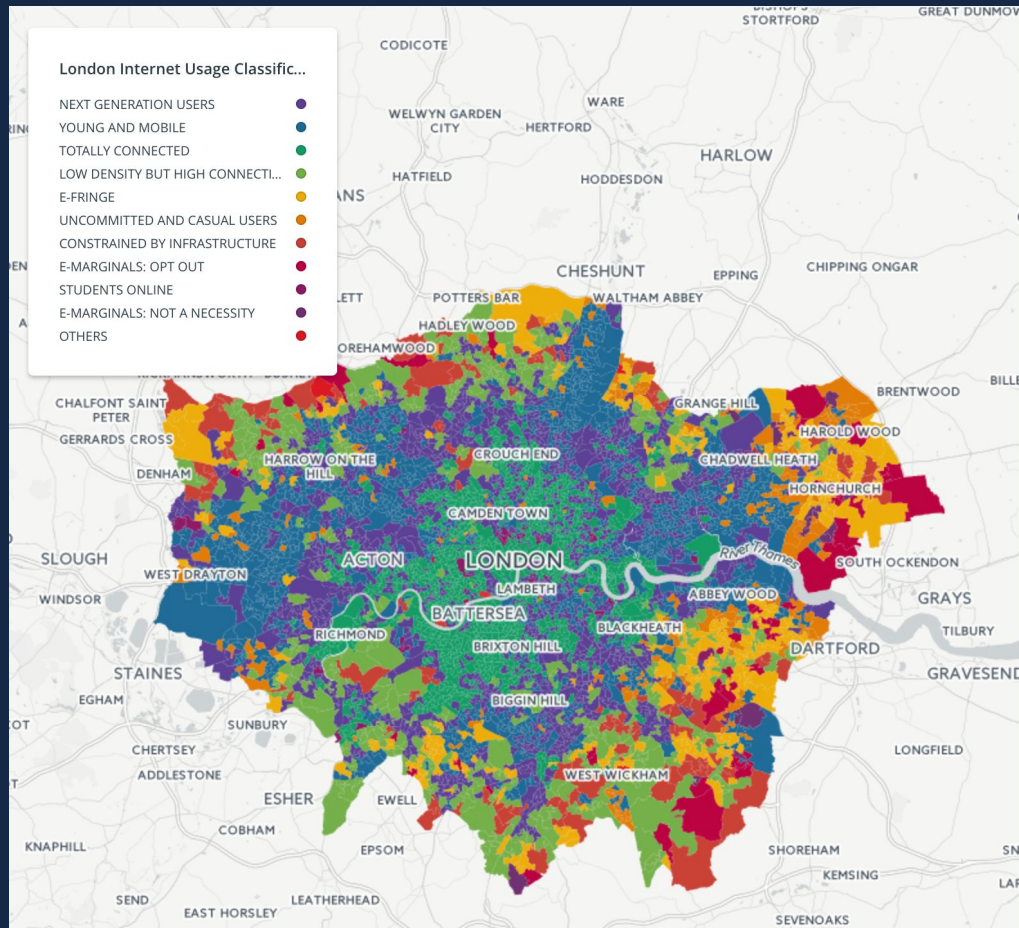 London Internet Usage Classific...
NEXT GENERATION USERS
YOUNG AND MOBILE
TOTALLY CONNECTED
LOW DENSITY BUT HIGH CONNECTI...
E-FRINGE
UNCOMMITTED AND CASUAL USERS
CONSTRAINED BY INFRASTRUCTURE
E-MARGINALS: OPT OUT
STUDENTS ONLINE
E-MARGINALS: NOT A NECESSITY
OTHERS
STORTFORD
GREAT DUNMOW
CODICOTE
WELWYN GARDEN
CITY
WARE
HERTFORD
HARLOW
HATFIELD
HODDESDON
ANS
CHESHUNT
EPPING
CHIPPING ONGAR
LETT
POTTERS BAR
WALTHAM ABBEY
HADLEY WOOD
OREHAMWOOD
BRENTWOOD
BILLE
CHALFONT SAINT
PETER
GRANGE HILL
GERRARDS CROSS
HAROLD WOOD
DENHAM
HARROW ON THE
HILL
CROUCH END
CHADWELL HEATH
HORNCHURCH
CAMDEN TOWN
SLOUGH
ACTON
LONDON
River Thames
SOUTH OCKENDON
WEST DRAYTON
WINDSOR
LAMBETH
ABBEY WOOD
GRAYS
BATTERSEA
RICHMOND
BLACKHEATH
TILBURY
BRIXTON HILL
DARTFORD
STAINES
GRAVESEND
EGHAM
BIGGIN HILL
COT
SUNBURY
CHERTSEY
LONGFIELD
ADDLESTONE
WEST WICKHAM
ESHER
EWELL
COBHAM
KNAPHILL
EPSOM
SHOREHAM
SN
KEMSING
LAR
SEND
LEATHERHEAD
EAST HORSLEY
SEVENOAKS